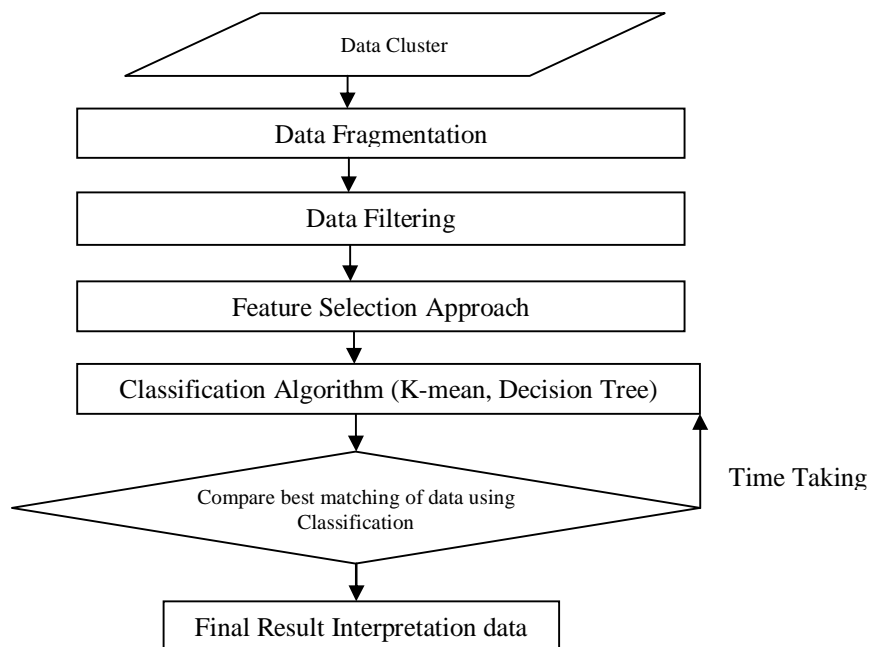 Data Cluster
Data Fragmentation
Data Filtering
Feature Selection Approach
Classification Algorithm (K-mean, Decision Tree)
Time Taking
Compare best matching of data using
Classification
Final Result Interpretation data